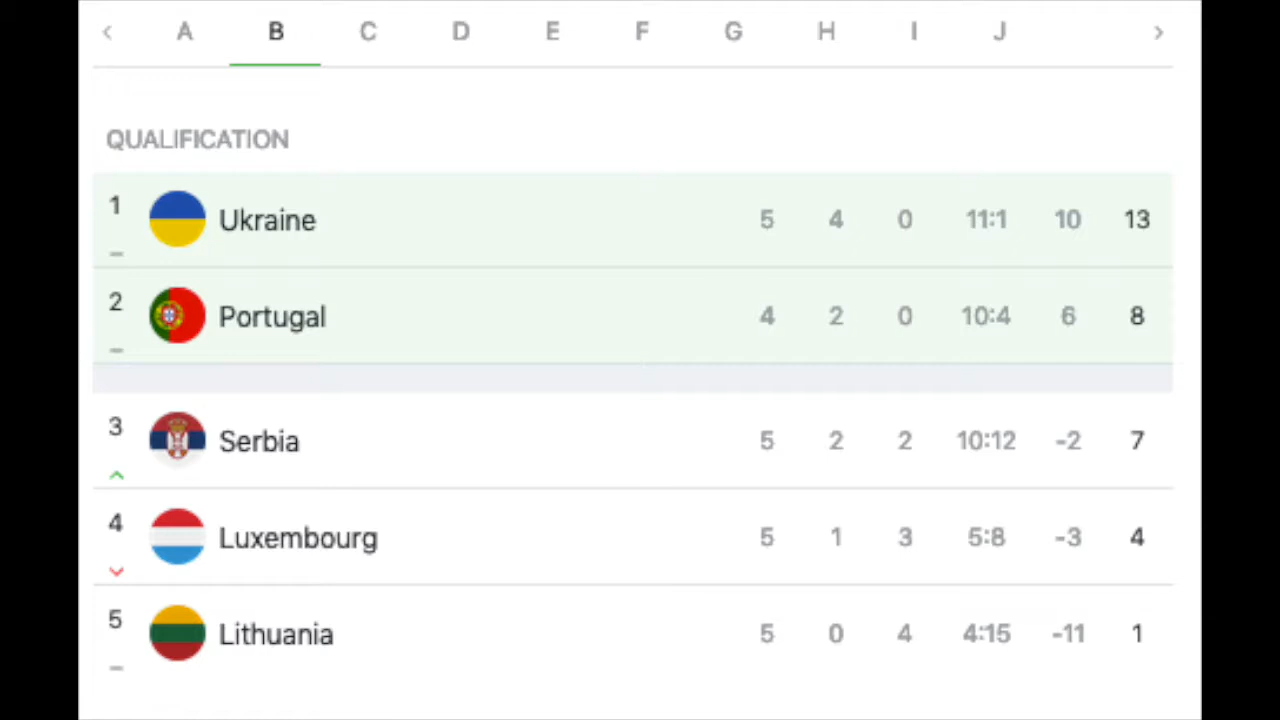 ‹ A B C D E F G H I J ›
QUALIFICATION
1 Ukraine 5 4 0 11:1 10 13
2 Portugal 4 2 0 10:4 6 8
3 Serbia 5 2 2 10:12 -2 7
4 Luxembourg 5 1 3 5:8 -3 4
5 Lithuania 5 0 4 4:15 -11 1